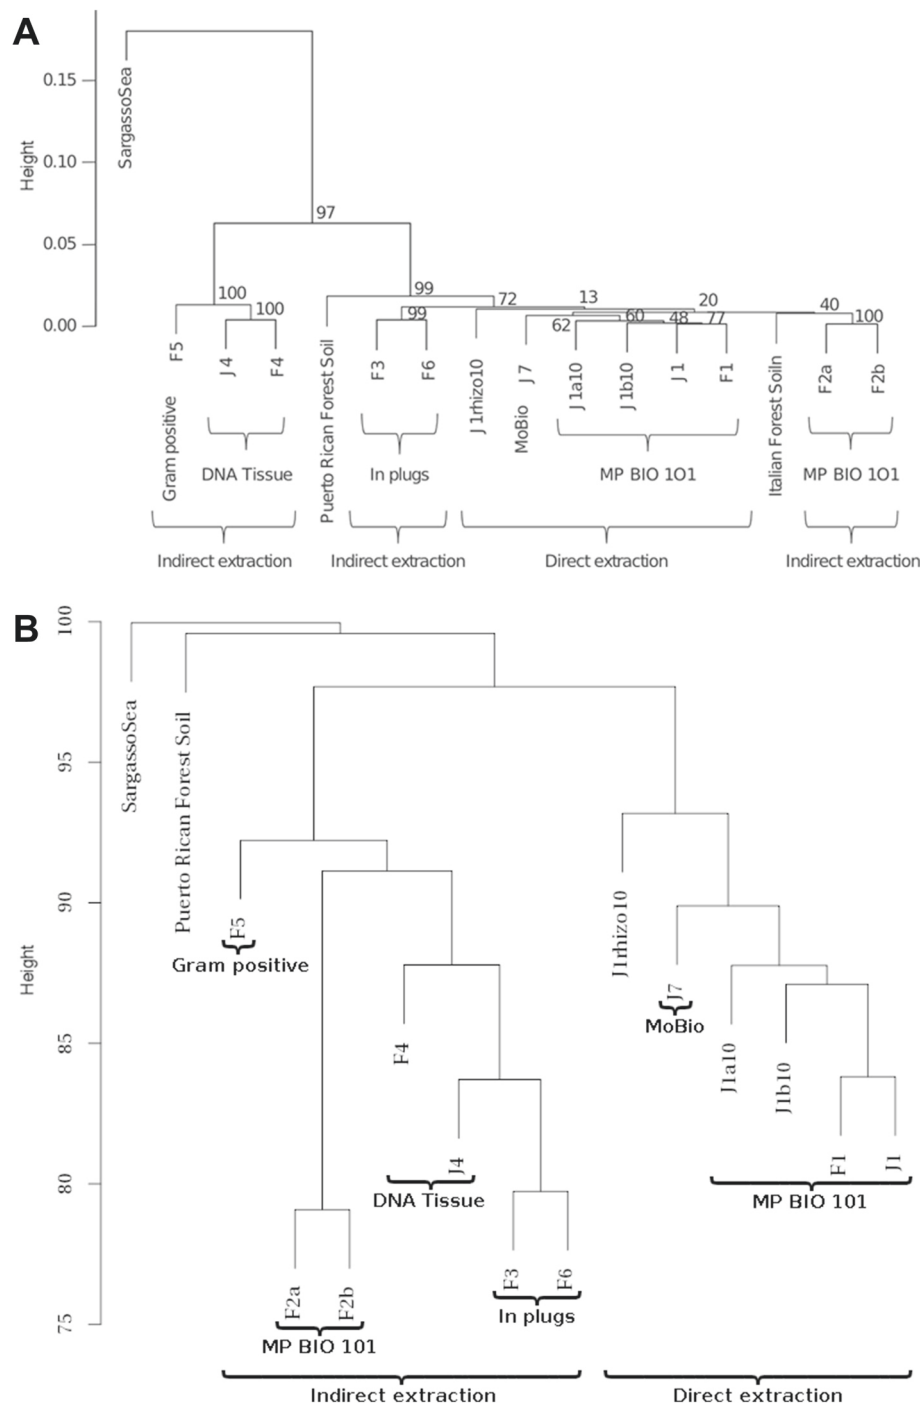 A
Height
0.15
0.10
0.05
0.00
SargassoSea
97
100
100
99
99
72
13
20
62
60
48
77
40
100
F5
J 4
F4
Puerto Rican Forest Soil
F3
F6
J 1rhizo10
J 7
J 1a10
J 1b10
J 1
F1
Italian Forest Soiln
F2a
F2b
Gram positive
DNA Tissue
In plugs
MoBio
MP BIO 1O1
MP BIO 1O1
Indirect extraction
Indirect extraction
Direct extraction
Indirect extraction
B
Height
100
95
90
85
80
75
SargassoSea
Puerto Rican Forest Soil
F5
Gram positive
J1rhizo10
J7
MoBio
F4
J1a10
J1b10
J4
DNA Tissue
F1
J1
MP BIO 101
F2a
F2b
MP BIO 101
F3
F6
In plugs
Indirect extraction
Direct extraction